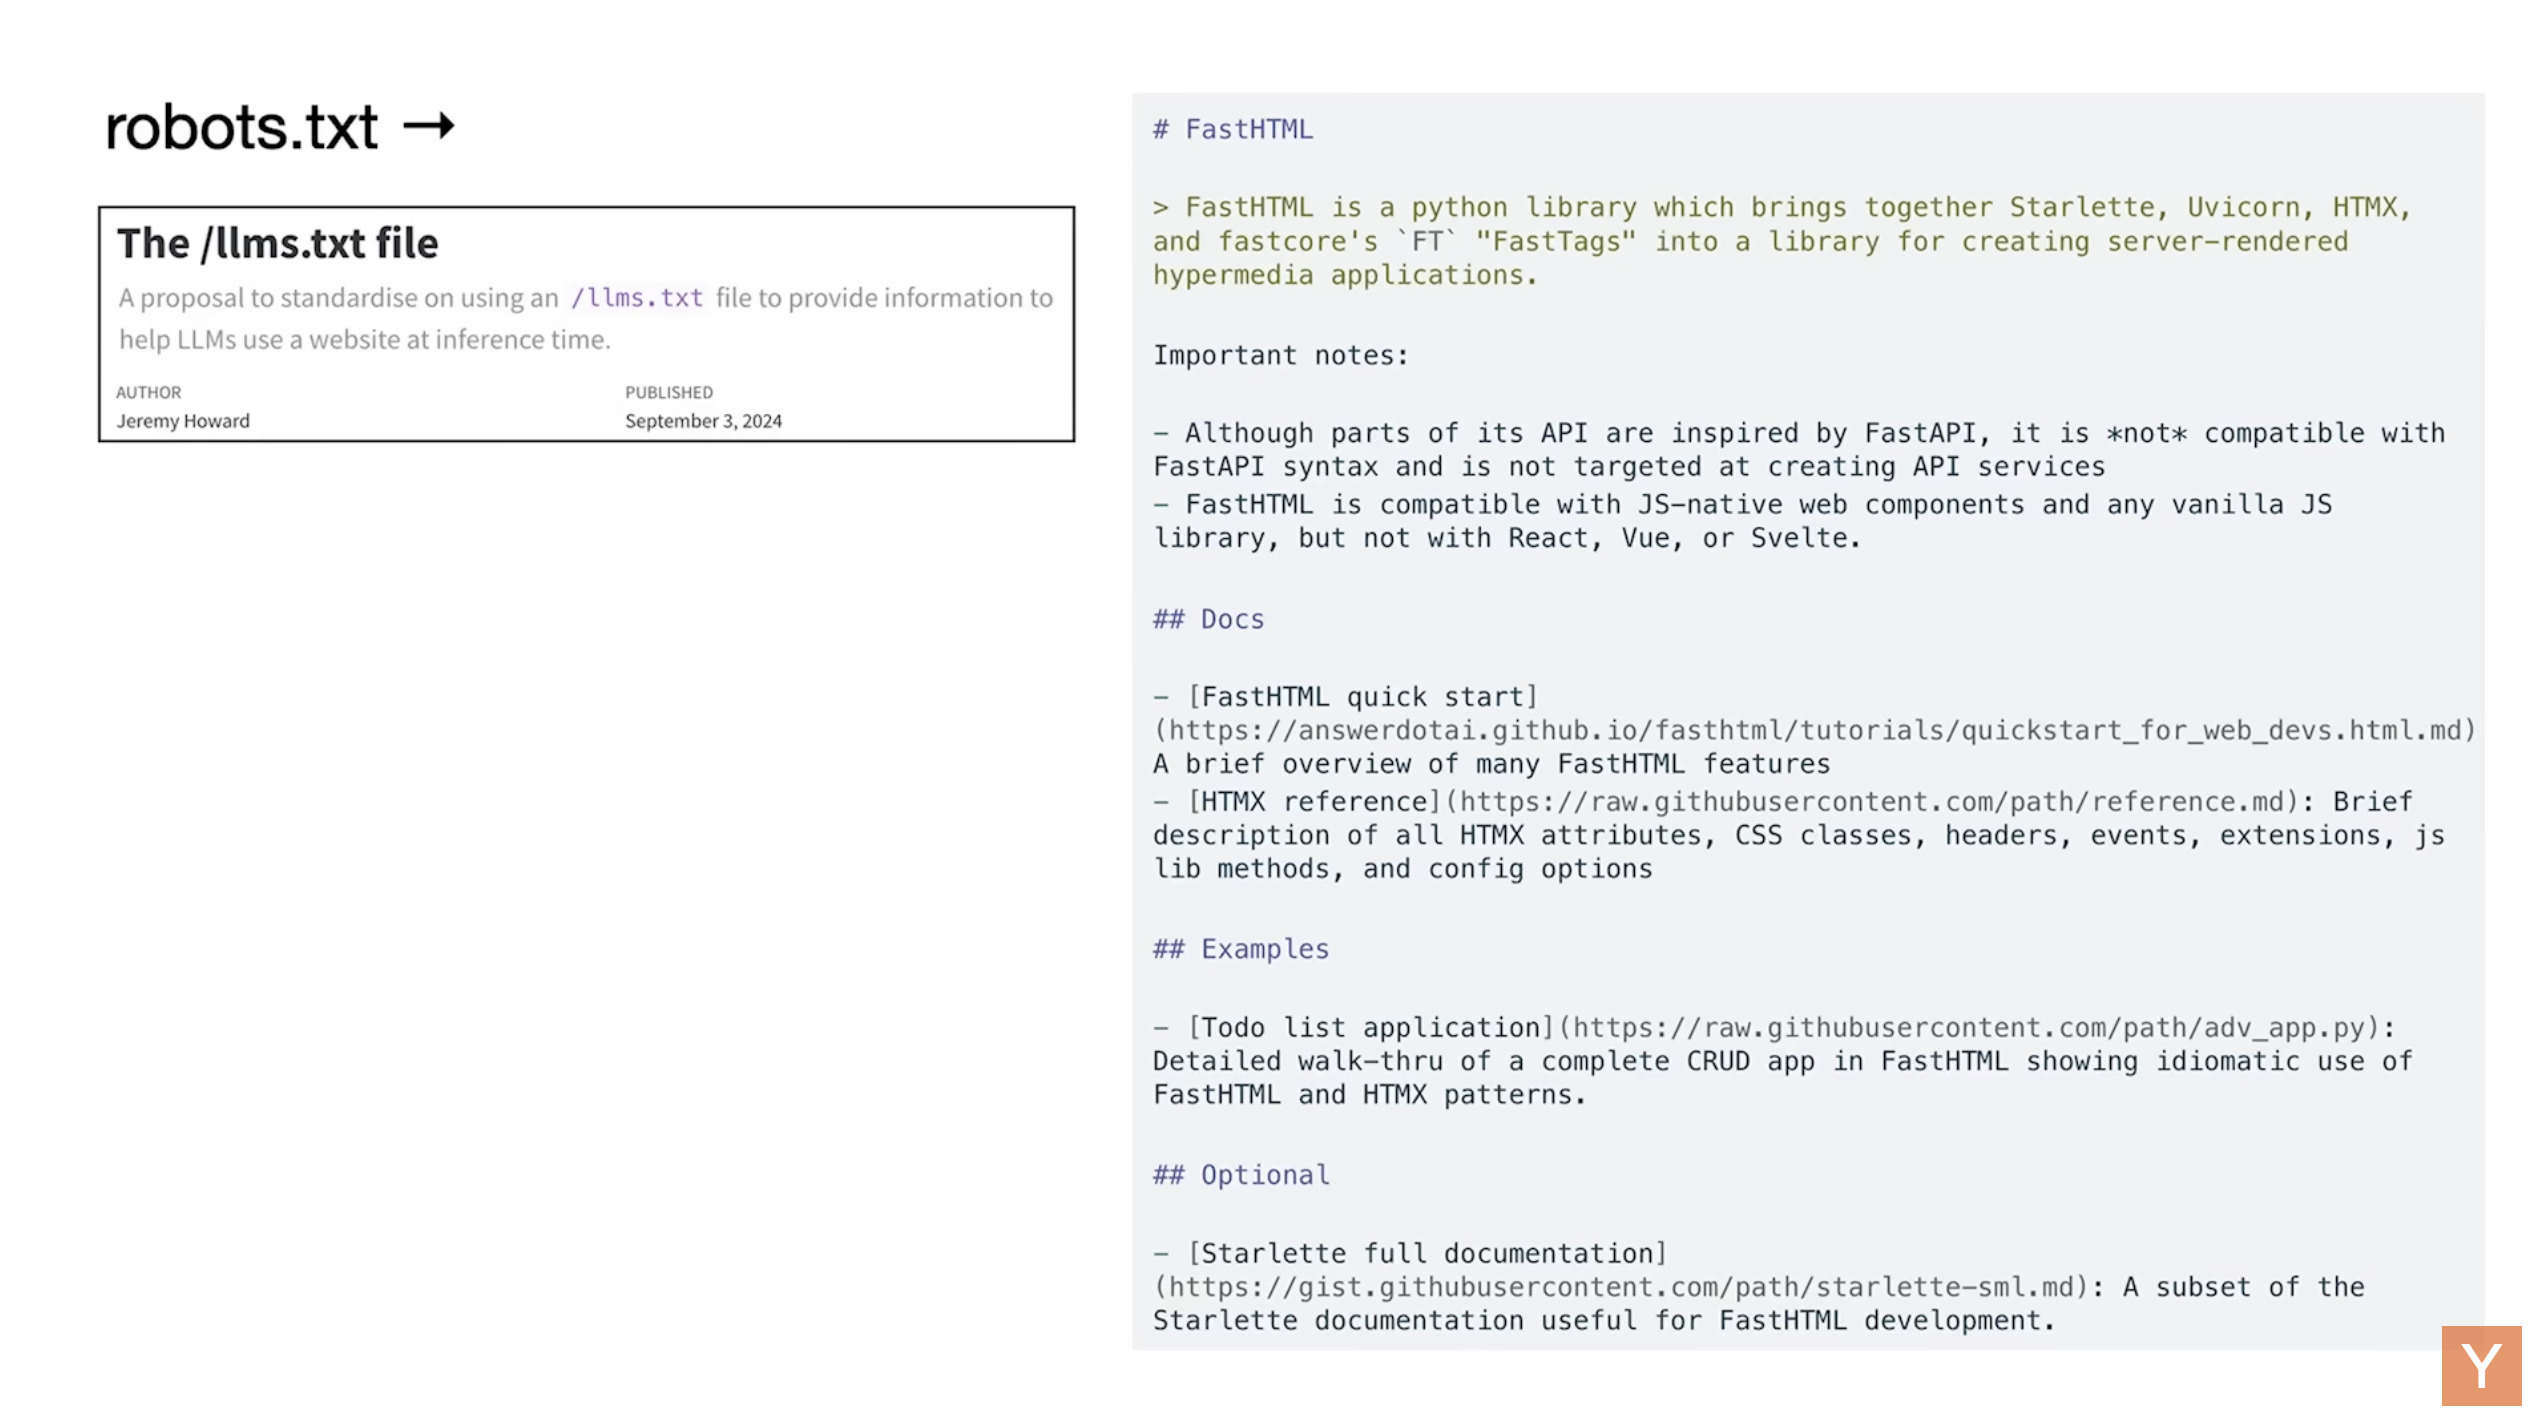 robots.txt →
The /llms.txt file
A proposal to standardise on using an /llms.txt file to provide information to
help LLMs use a website at inference time.
AUTHOR
Jeremy Howard
PUBLISHED
September 3, 2024
# FastHTML
> FastHTML is a python library which brings together Starlette, Uvicorn, HTMX,
and fastcore's `FT` "FastTags" into a library for creating server-rendered
hypermedia applications.
Important notes:
- Although parts of its API are inspired by FastAPI, it is *not* compatible with
FastAPI syntax and is not targeted at creating API services
- FastHTML is compatible with JS-native web components and any vanilla JS
library, but not with React, Vue, or Svelte.
## Docs
- [FastHTML quick start]
(https://answerdotai.github.io/fasthtml/tutorials/quickstart_for_web_devs.html.md)
A brief overview of many FastHTML features
- [HTMX reference](https://raw.githubusercontent.com/path/reference.md): Brief
description of all HTMX attributes, CSS classes, headers, events, extensions, js
lib methods, and config options
## Examples
- [Todo list application](https://raw.githubusercontent.com/path/adv_app.py):
Detailed walk-thru of a complete CRUD app in FastHTML showing idiomatic use of
FastHTML and HTMX patterns.
## Optional
- [Starlette full documentation]
(https://gist.githubusercontent.com/path/starlette-sml.md): A subset of the
Starlette documentation useful for FastHTML development.
Y